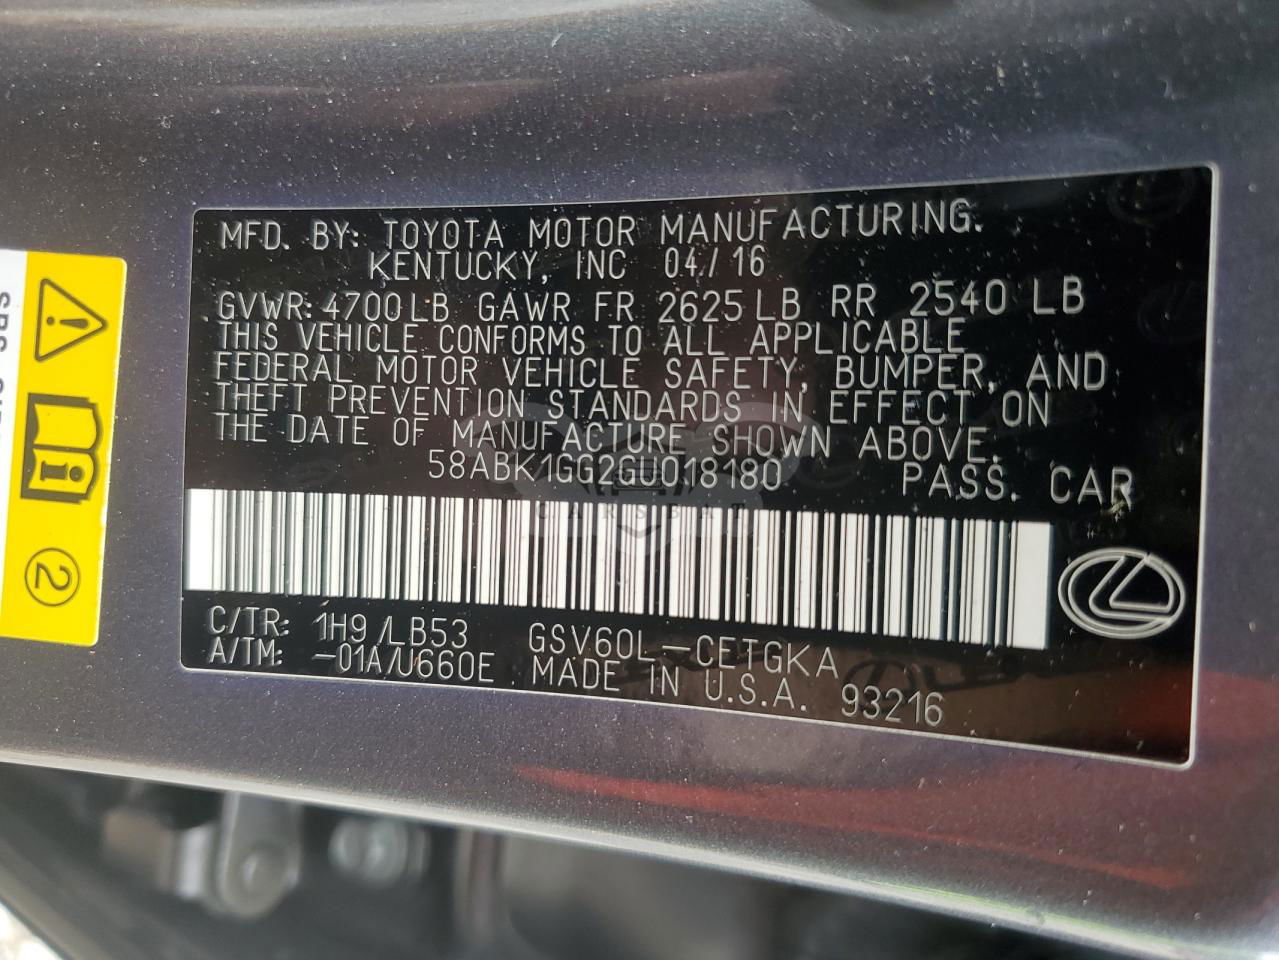 MFD. BY: TOYOTA MOTOR MANUFACTURING.
KENTUCKY, INC 04/16
GVWR: 4700LB GAWR FR 2625LB RR 2540 LB
THIS VEHICLE CONFORMS TO ALL APPLICABLE
FEDERAL MOTOR VEHICLE SAFETY, BUMPER, AND
THEFT PREVENTION STANDARDS IN EFFECT ON
THE DATE OF MANUFACTURE SHOWN ABOVE.
58ABK1GG2GU018180 PASS. CAR
CARSBAT
C/TR: 1H9/LB53 GSV60L-CETGKA
A/TM: -01A/U660E MADE IN U.S.A. 93216
2